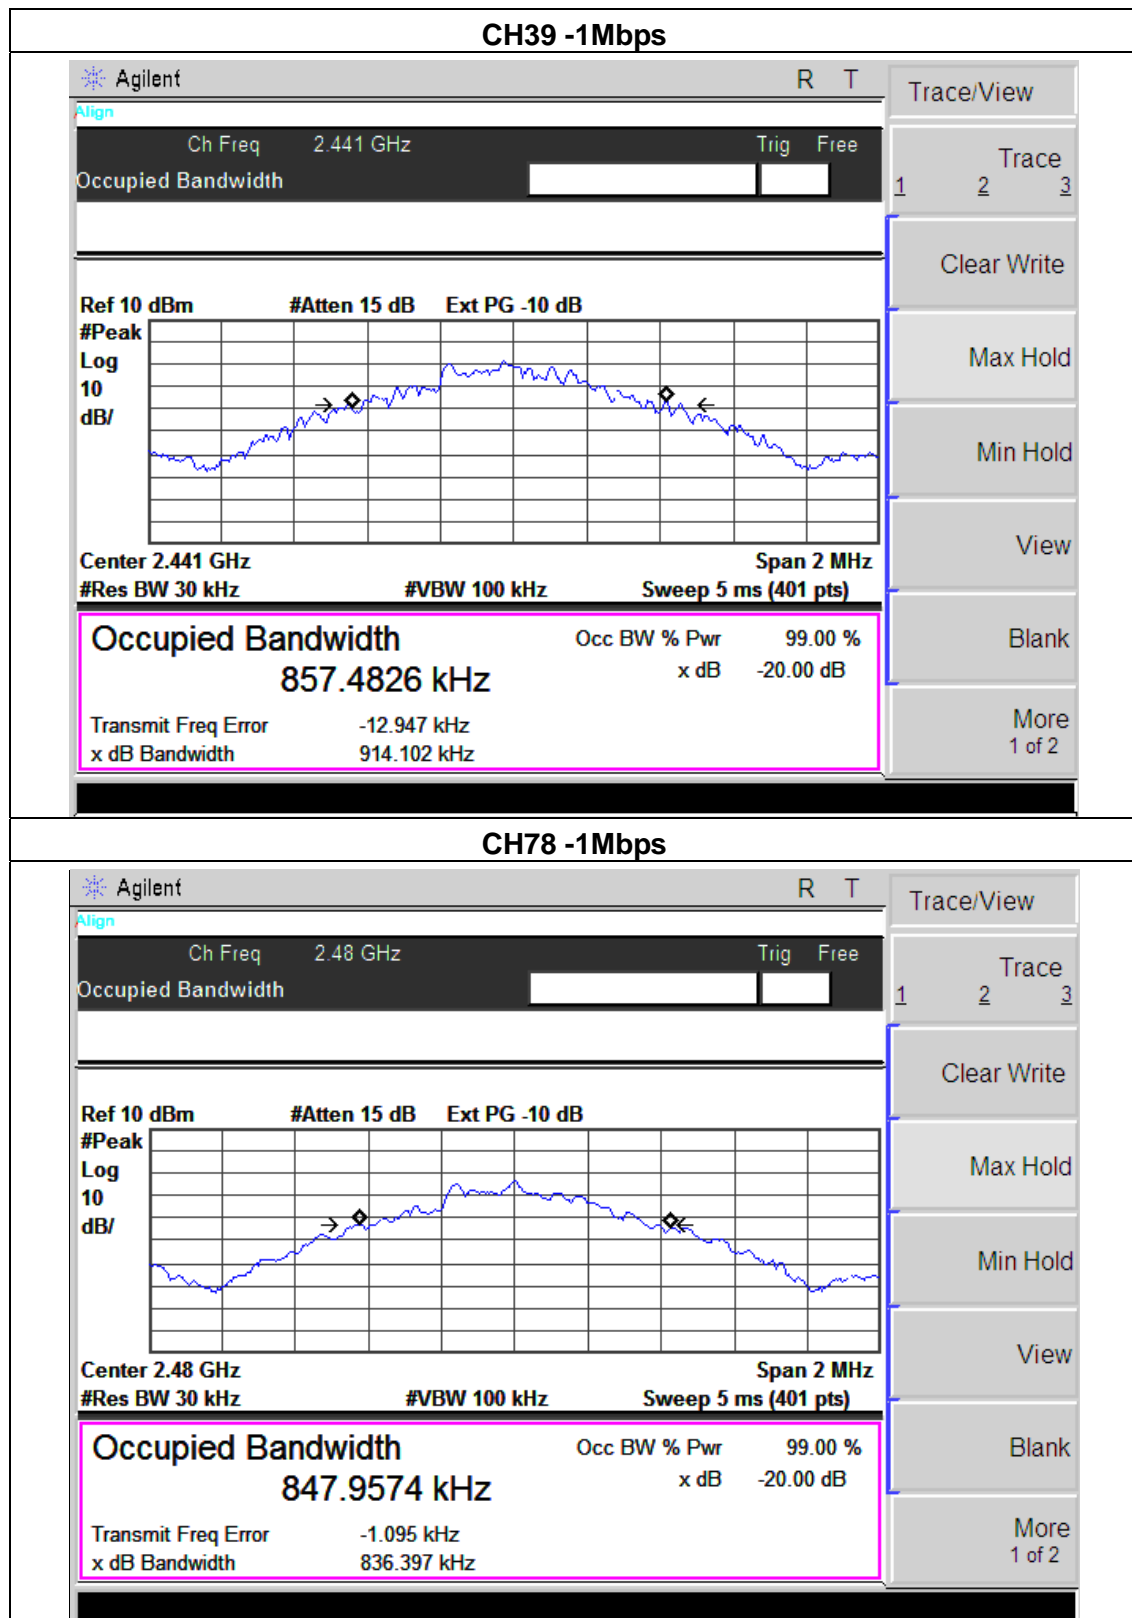 CH39 -1Mbps
Agilent R T Trace/View
Align
Ch Freq 2.441 GHz Trig Free
Occupied Bandwidth
Trace
1 2 3
Clear Write
Ref 10 dBm #Atten 15 dB Ext PG -10 dB
#Peak
Log
10
dB/
Max Hold
Min Hold
Center 2.441 GHz Span 2 MHz
#Res BW 30 kHz #VBW 100 kHz Sweep 5 ms (401 pts)
View
Occupied Bandwidth Occ BW % Pwr 99.00 %
857.4826 kHz x dB -20.00 dB
Transmit Freq Error -12.947 kHz
x dB Bandwidth 914.102 kHz
Blank
More
1 of 2
CH78 -1Mbps
Agilent R T Trace/View
Align
Ch Freq 2.48 GHz Trig Free
Occupied Bandwidth
Trace
1 2 3
Clear Write
Ref 10 dBm #Atten 15 dB Ext PG -10 dB
#Peak
Log
10
dB/
Max Hold
Min Hold
Center 2.48 GHz Span 2 MHz
#Res BW 30 kHz #VBW 100 kHz Sweep 5 ms (401 pts)
View
Occupied Bandwidth Occ BW % Pwr 99.00 %
847.9574 kHz x dB -20.00 dB
Transmit Freq Error -1.095 kHz
x dB Bandwidth 836.397 kHz
Blank
More
1 of 2